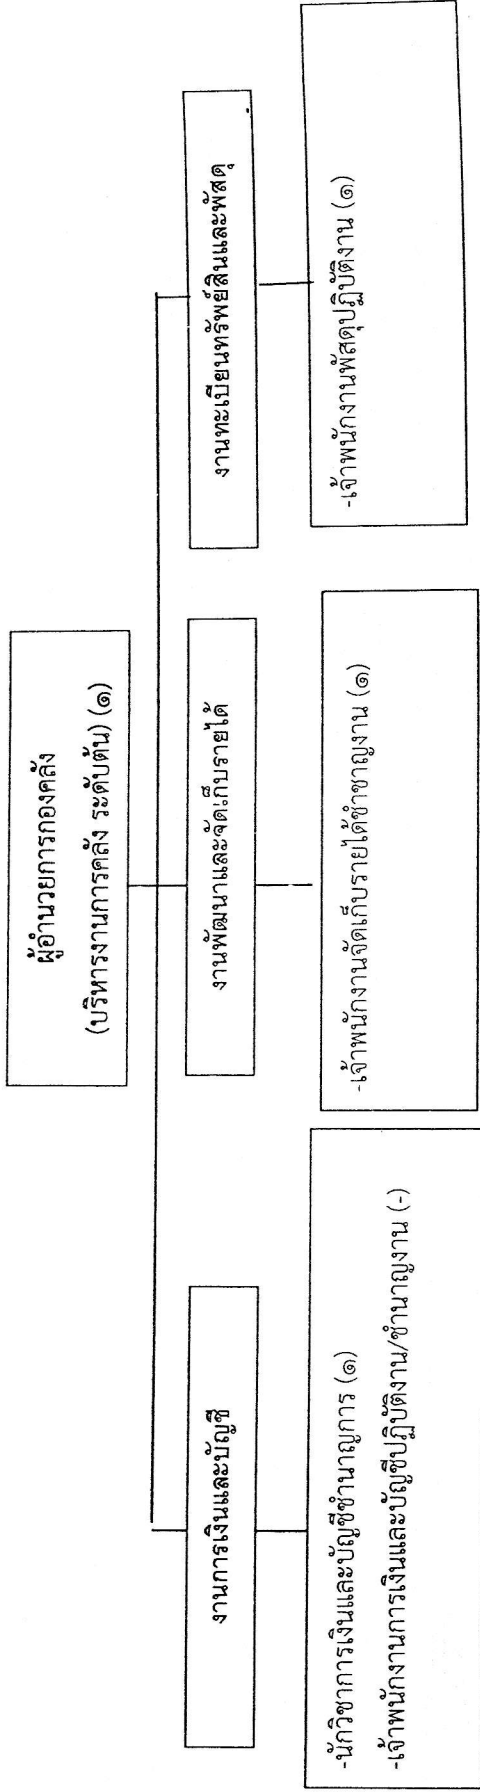 ผู้อำนวยการกองคลัง
(บริหารงานการคลัง ระดับต้น) (๑)
งานการเงินและบัญชี
งานพัฒนาและจัดเก็บรายได้
งานทะเบียนทรัพย์สินและพัสดุ
-นักวิชาการเงินและบัญชีชำนาญการ (๑)
-เจ้าพนักงานการเงินและบัญชีปฏิบัติงาน/ชำนาญงาน (-)
-เจ้าพนักงานจัดเก็บรายได้ชำชาญงาน (๑)
-เจ้าพนักงานพัสดุปฏิบัติงาน (๑)